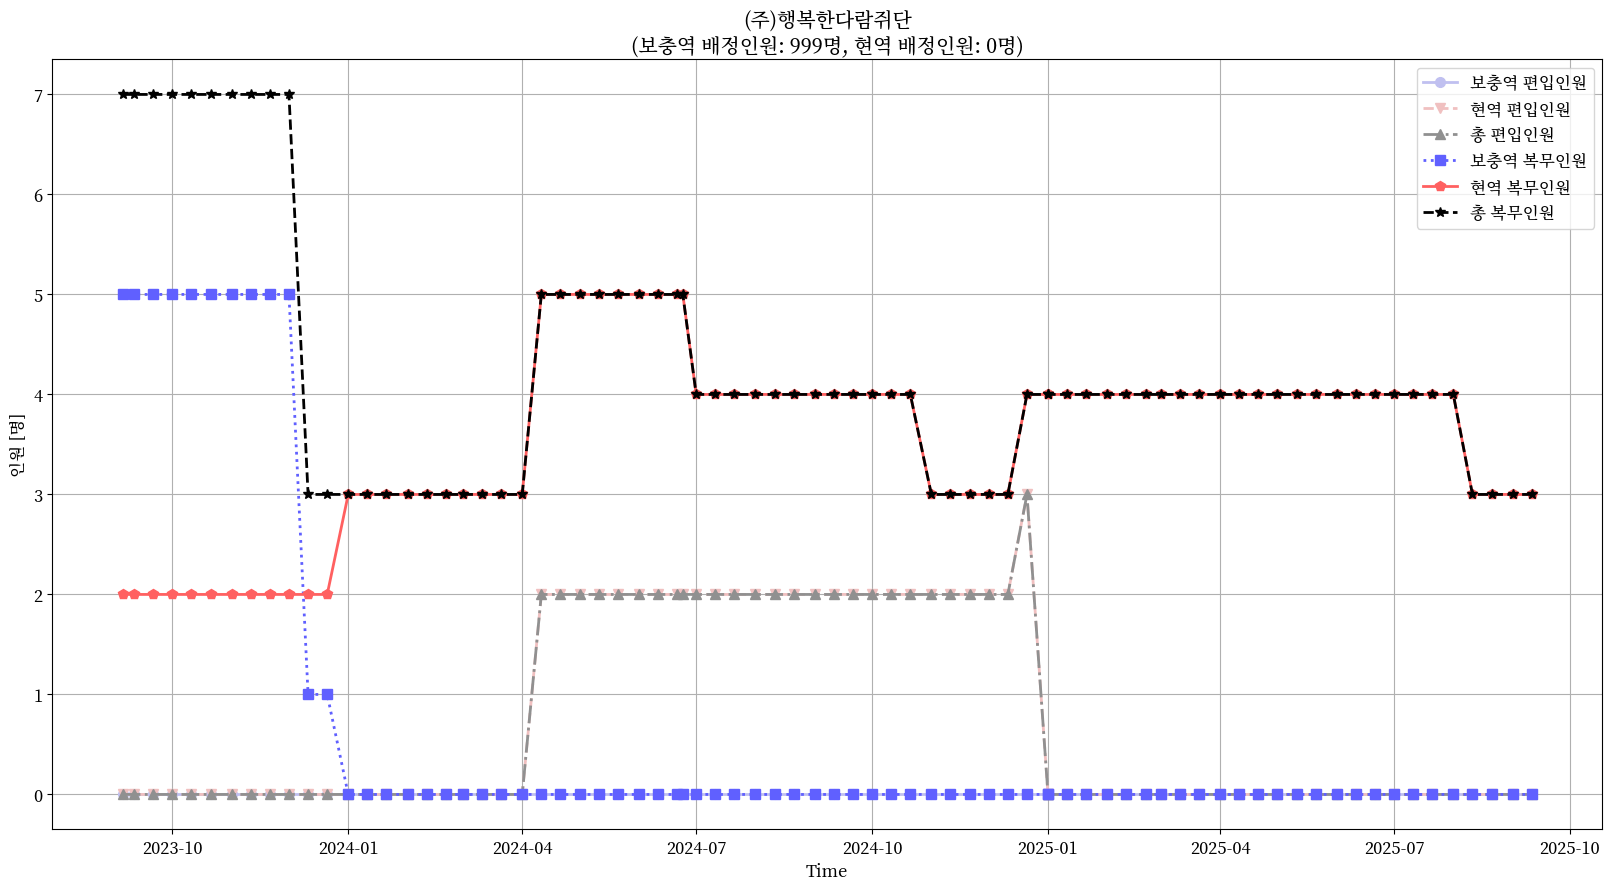 (주)행복한다람쥐단
(보충역 배정인원: 999명, 현역 배정인원: 0명)
보충역 편입인원
현역 편입인원
총 편입인원
보충역 복무인원
현역 복무인원
총 복무인원
인원 [명]
7
6
5
4
3
2
1
0
2023-10 2024-01 2024-04 2024-07 2024-10 2025-01 2025-04 2025-07 2025-10
Time